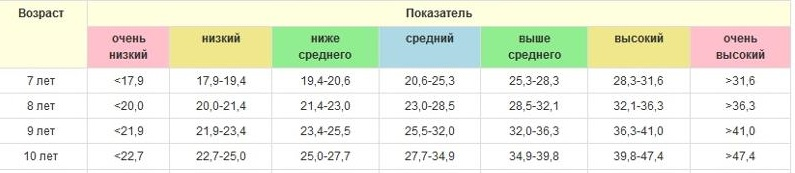 Возраст Показатель
очень низкий низкий ниже среднего средний выше среднего высокий очень высокий
7 лет <17,9 17,9-19,4 19,4-20,6 20,6-25,3 25,3-28,3 28,3-31,6 >31,6
8 лет <20,0 20,0-21,4 21,4-23,0 23,0-28,5 28,5-32,1 32,1-36,3 >36,3
9 лет <21,9 21,9-23,4 23,4-25,5 25,5-32,0 32,0-36,3 36,3-41,0 >41,0
10 лет <22,7 22,7-25,0 25,0-27,7 27,7-34,9 34,9-39,8 39,8-47,4 >47,4